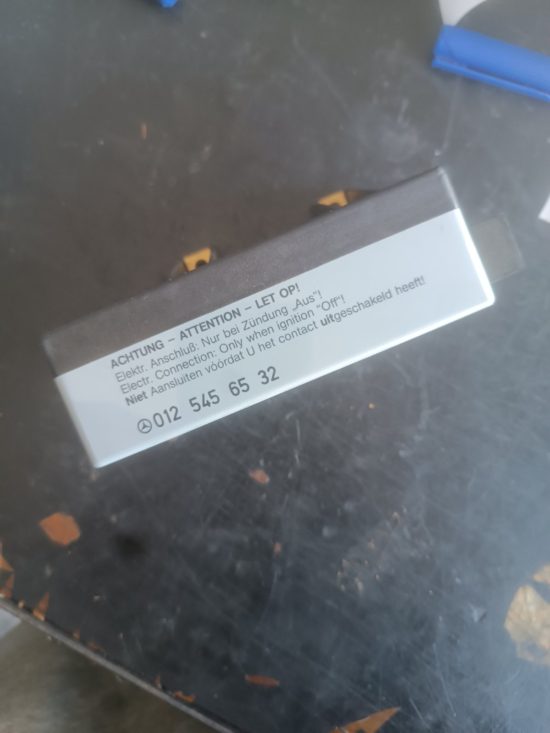 ACHTUNG – ATTENTION – LET OP!
Elektr. Anschluß: Nur bei Zündung „Aus"!
Electr. Connection: Only when ignition "Off"!
Niet Aansluiten vòórdat U het contact uitgeschakeld heeft!
012 545 65 32